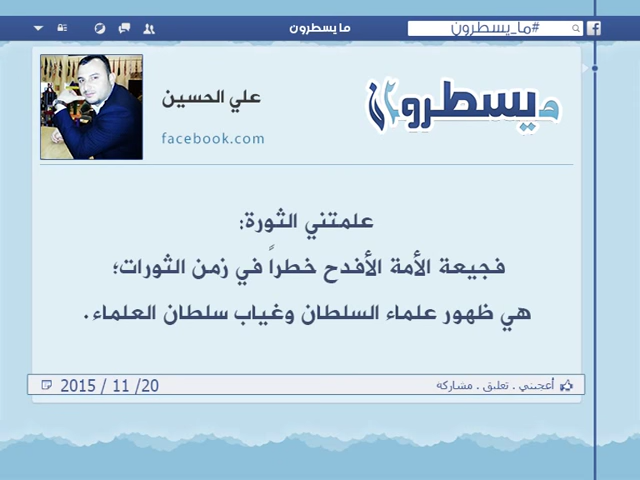 ما يسطرون
#ما_يسطرون
علي الحسين
facebook.com
ما يسطرون
علمتني الثورة:
فجيعة الأمة الأفدح خطراً في زمن الثورات؛
هي ظهور علماء السلطان وغياب سلطان العلماء.
أعجبني . تعليق . مشاركه
2015 / 11 /20